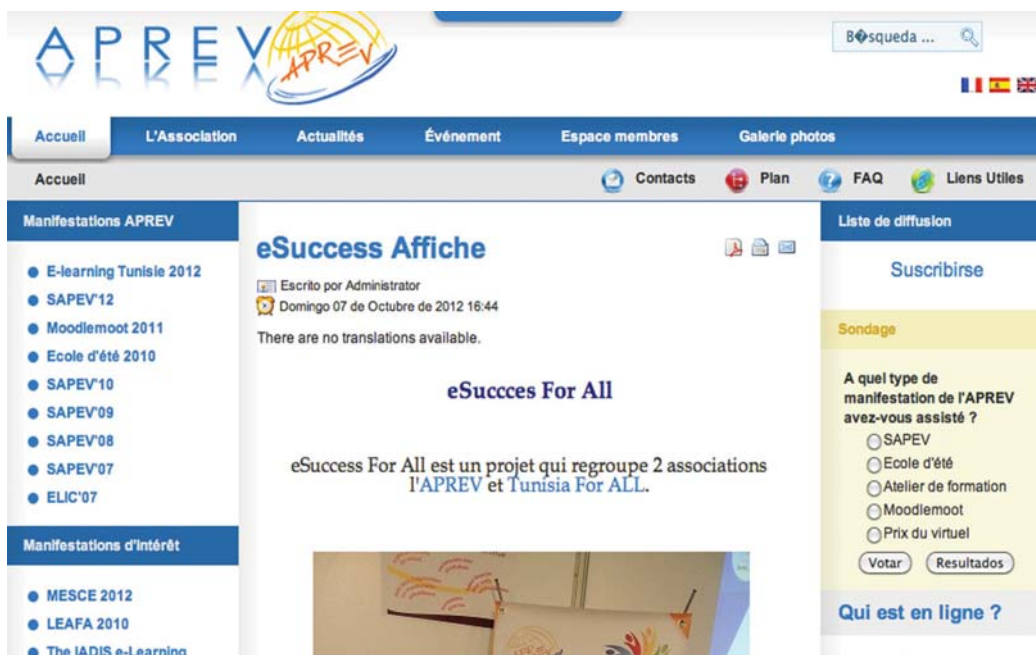 APREV
APREV
B�squeda ...
Accueil L'Association Actualités Événement Espace membres Galerie photos
Accueil Contacts Plan FAQ Liens Utiles
Manifestations APREV
E-learning Tunisie 2012
SAPEV'12
Moodlemoot 2011
Ecole d'été 2010
SAPEV'10
SAPEV'09
SAPEV'08
SAPEV'07
ELIC'07
Manifestations d'Intérêt
MESCE 2012
LEAFA 2010
The IADIS e-Learning
eSuccess Affiche
Escrito por Administrator
Domingo 07 de Octubre de 2012 16:44
There are no translations available.
eSuccces For All
eSuccess For All est un projet qui regroupe 2 associations
l'APREV et Tunisia For ALL.
APREV
Liste de diffusion
Suscribirse
Sondage
A quel type de
manifestation de l'APREV
avez-vous assisté ?
SAPEV
Ecole d'été
Atelier de formation
Moodlemoot
Prix du virtuel
Votar Resultados
Qui est en ligne ?